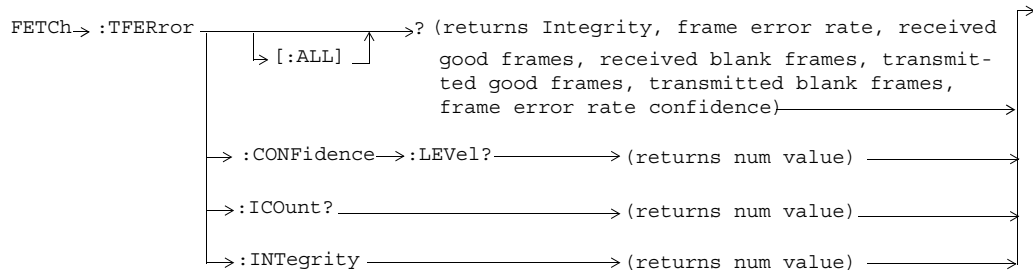 FETCh :TFERror ? (returns Integrity, frame error rate, received
[:ALL] good frames, received blank frames, transmit-
ted good frames, transmitted blank frames,
frame error rate confidence)
:CONFidence :LEVel? (returns num value)
:ICOunt? (returns num value)
:INTegrity (returns num value)